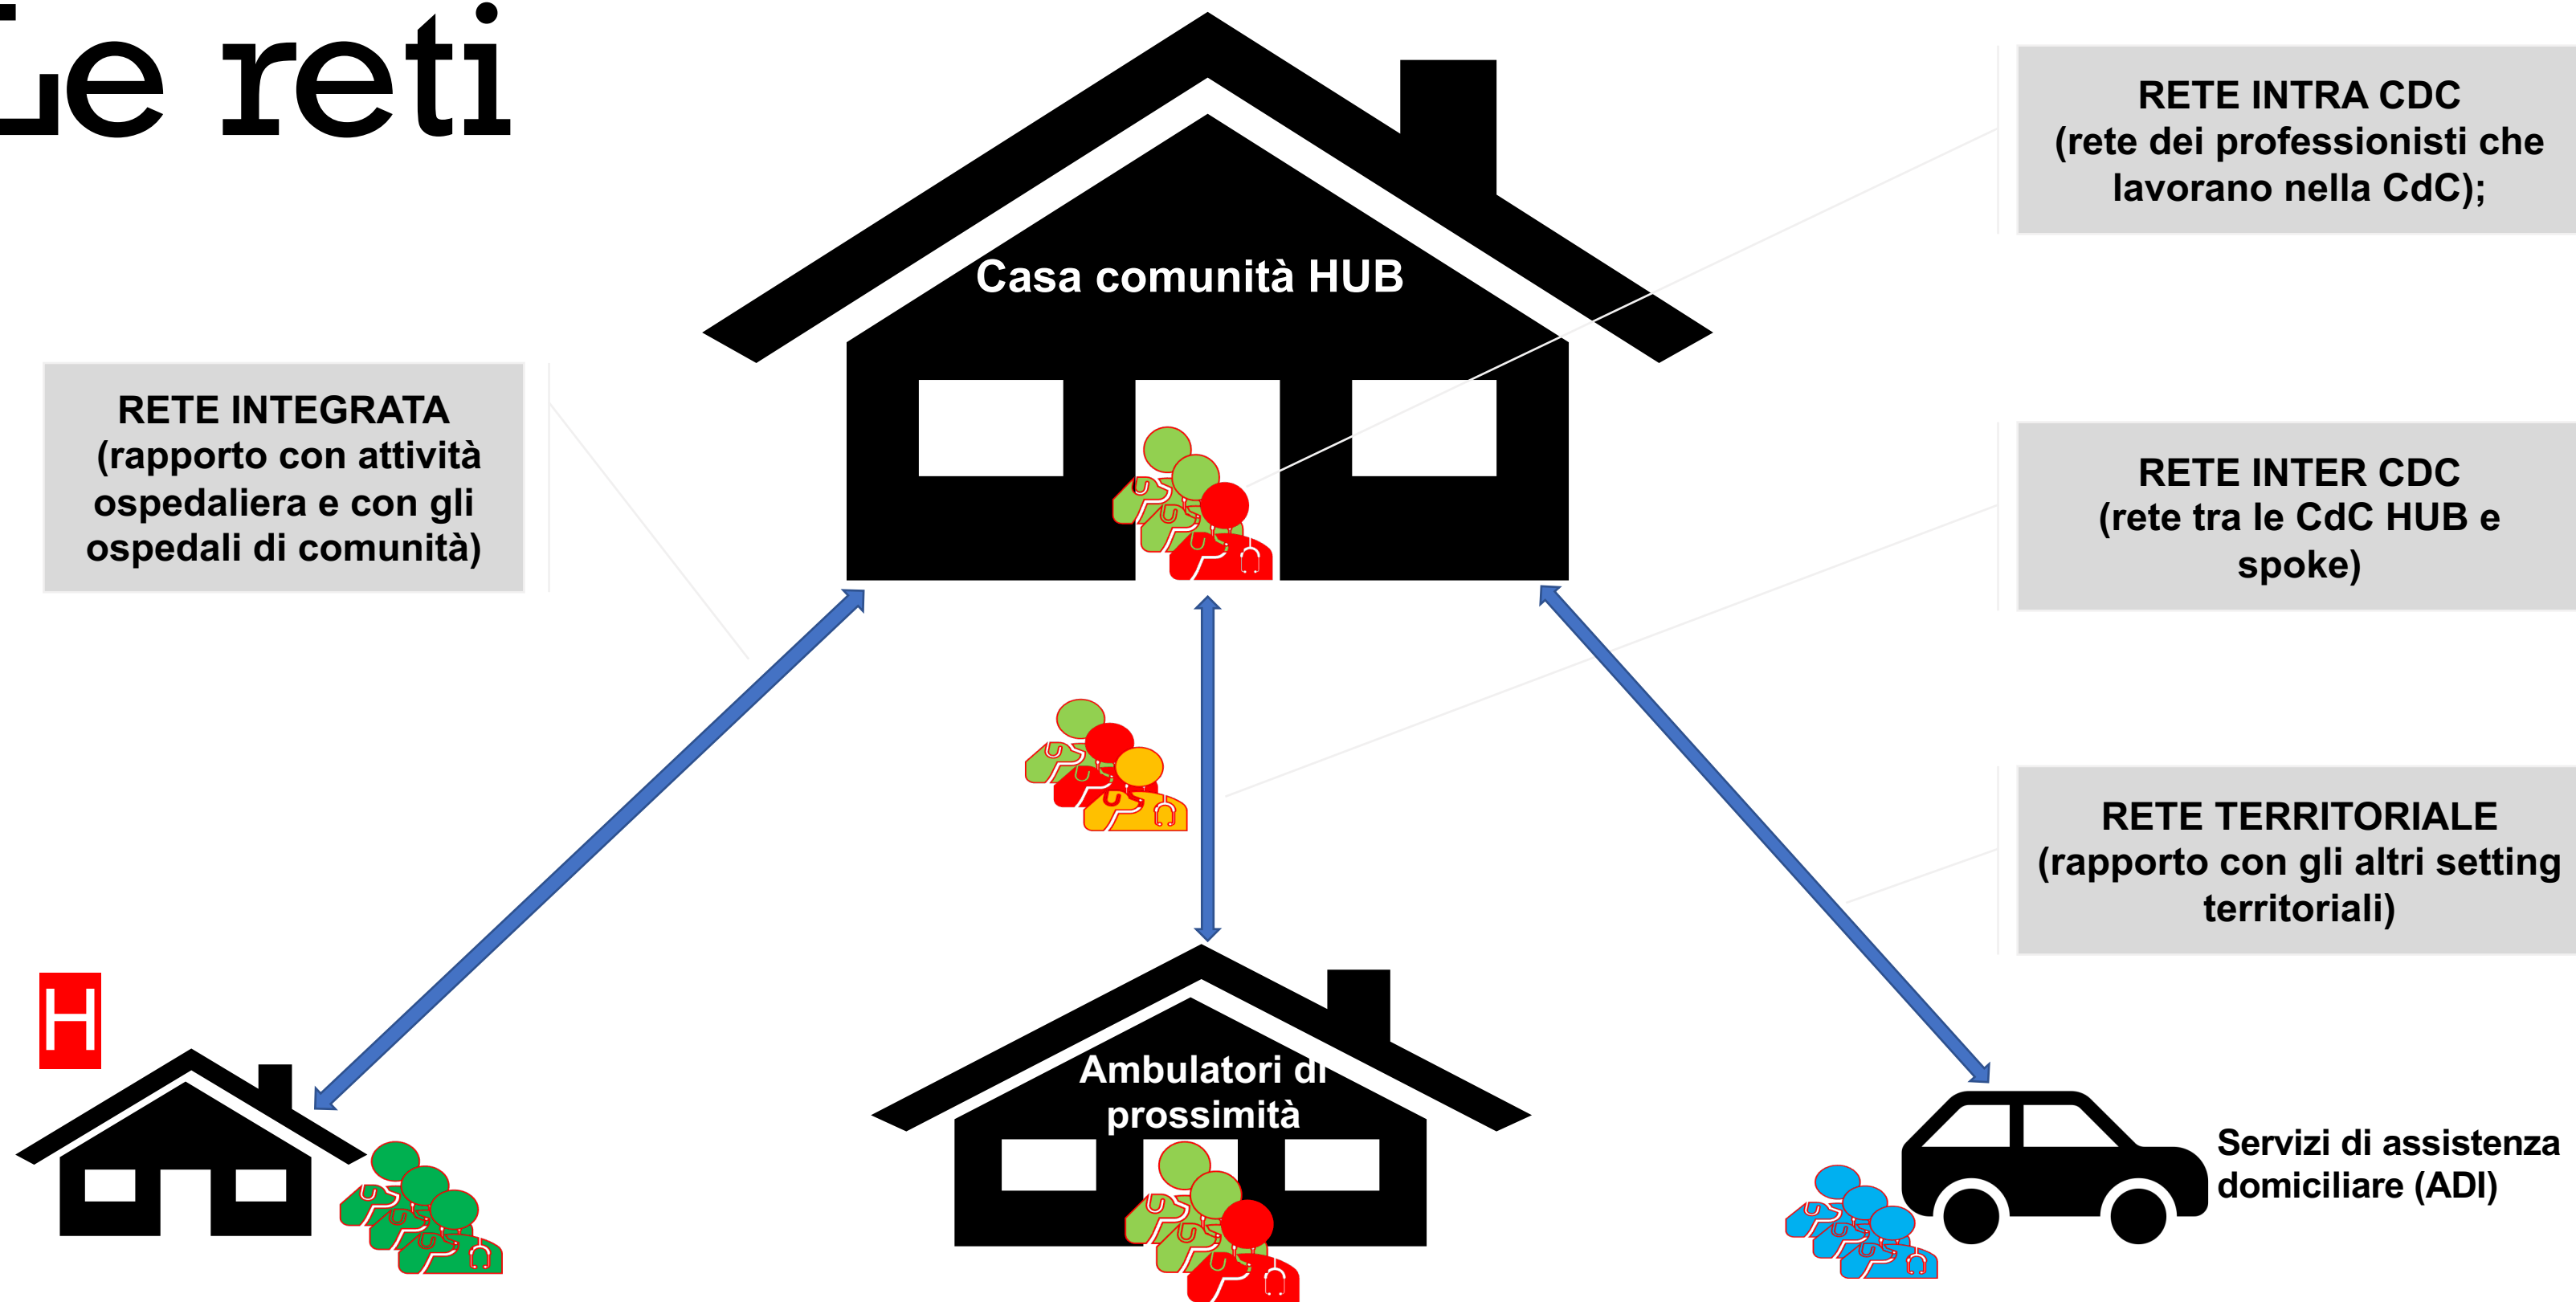 Le reti
Casa comunità HUB
RETE INTRA CDC
(rete dei professionisti che
lavorano nella CdC);
RETE INTEGRATA
(rapporto con attività
ospedaliera e con gli
ospedali di comunità)
RETE INTER CDC
(rete tra le CdC HUB e
spoke)
RETE TERRITORIALE
(rapporto con gli altri setting
territoriali)
H
Ambulatori di
prossimità
Servizi di assistenza
domiciliare (ADI)